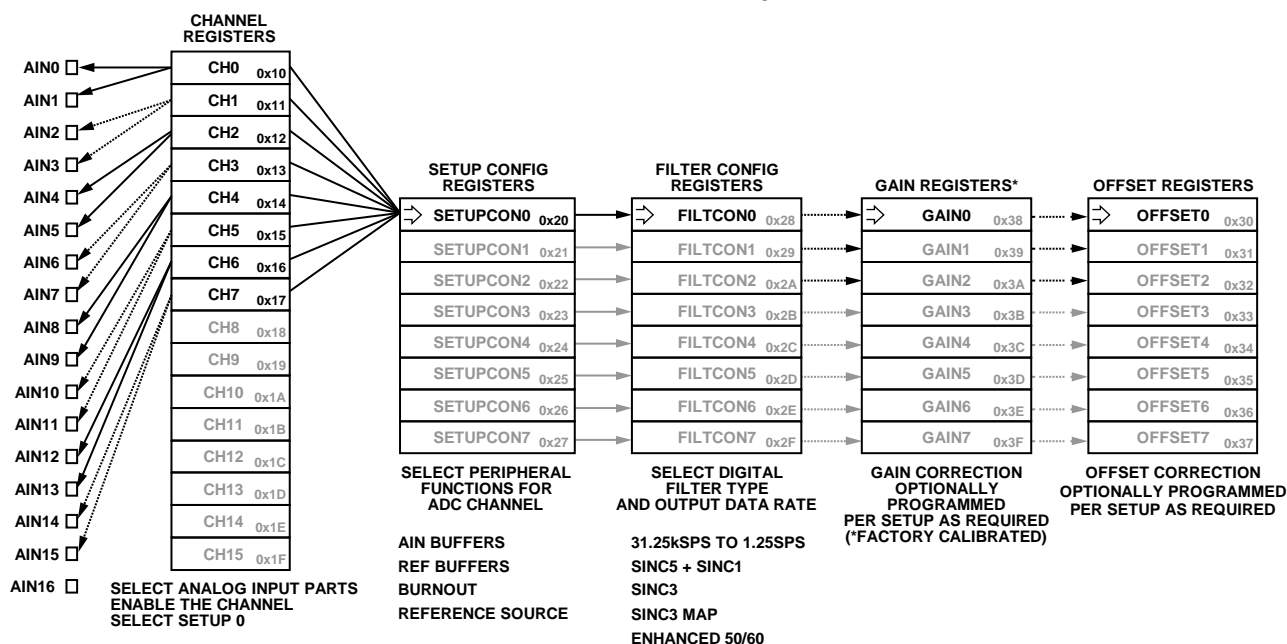 CHANNEL
REGISTERS
AIN0
AIN1
AIN2
AIN3
AIN4
AIN5
AIN6
AIN7
AIN8
AIN9
AIN10
AIN11
AIN12
AIN13
AIN14
AIN15
AIN16
CH0 0x10
CH1 0x11
CH2 0x12
CH3 0x13
CH4 0x14
CH5 0x15
CH6 0x16
CH7 0x17
CH8 0x18
CH9 0x19
CH10 0x1A
CH11 0x1B
CH12 0x1C
CH13 0x1D
CH14 0x1E
CH15 0x1F
SELECT ANALOG INPUT PARTS
ENABLE THE CHANNEL
SELECT SETUP 0
SETUP CONFIG
REGISTERS
SETUPCON0 0x20
SETUPCON1 0x21
SETUPCON2 0x22
SETUPCON3 0x23
SETUPCON4 0x24
SETUPCON5 0x25
SETUPCON6 0x26
SETUPCON7 0x27
SELECT PERIPHERAL
FUNCTIONS FOR
ADC CHANNEL
AIN BUFFERS
REF BUFFERS
BURNOUT
REFERENCE SOURCE
FILTER CONFIG
REGISTERS
FILTCON0 0x28
FILTCON1 0x29
FILTCON2 0x2A
FILTCON3 0x2B
FILTCON4 0x2C
FILTCON5 0x2D
FILTCON6 0x2E
FILTCON7 0x2F
SELECT DIGITAL
FILTER TYPE
AND OUTPUT DATA RATE
31.25kSPS TO 1.25SPS
SINC5 + SINC1
SINC3
SINC3 MAP
ENHANCED 50/60
GAIN REGISTERS*
GAIN0 0x38
GAIN1 0x39
GAIN2 0x3A
GAIN3 0x3B
GAIN4 0x3C
GAIN5 0x3D
GAIN6 0x3E
GAIN7 0x3F
GAIN CORRECTION
OPTIONALLY
PROGRAMMED
PER SETUP AS REQUIRED
(*FACTORY CALIBRATED)
OFFSET REGISTERS
OFFSET0 0x30
OFFSET1 0x31
OFFSET2 0x32
OFFSET3 0x33
OFFSET4 0x34
OFFSET5 0x35
OFFSET6 0x36
OFFSET7 0x37
OFFSET CORRECTION
OPTIONALLY PROGRAMMED
PER SETUP AS REQUIRED